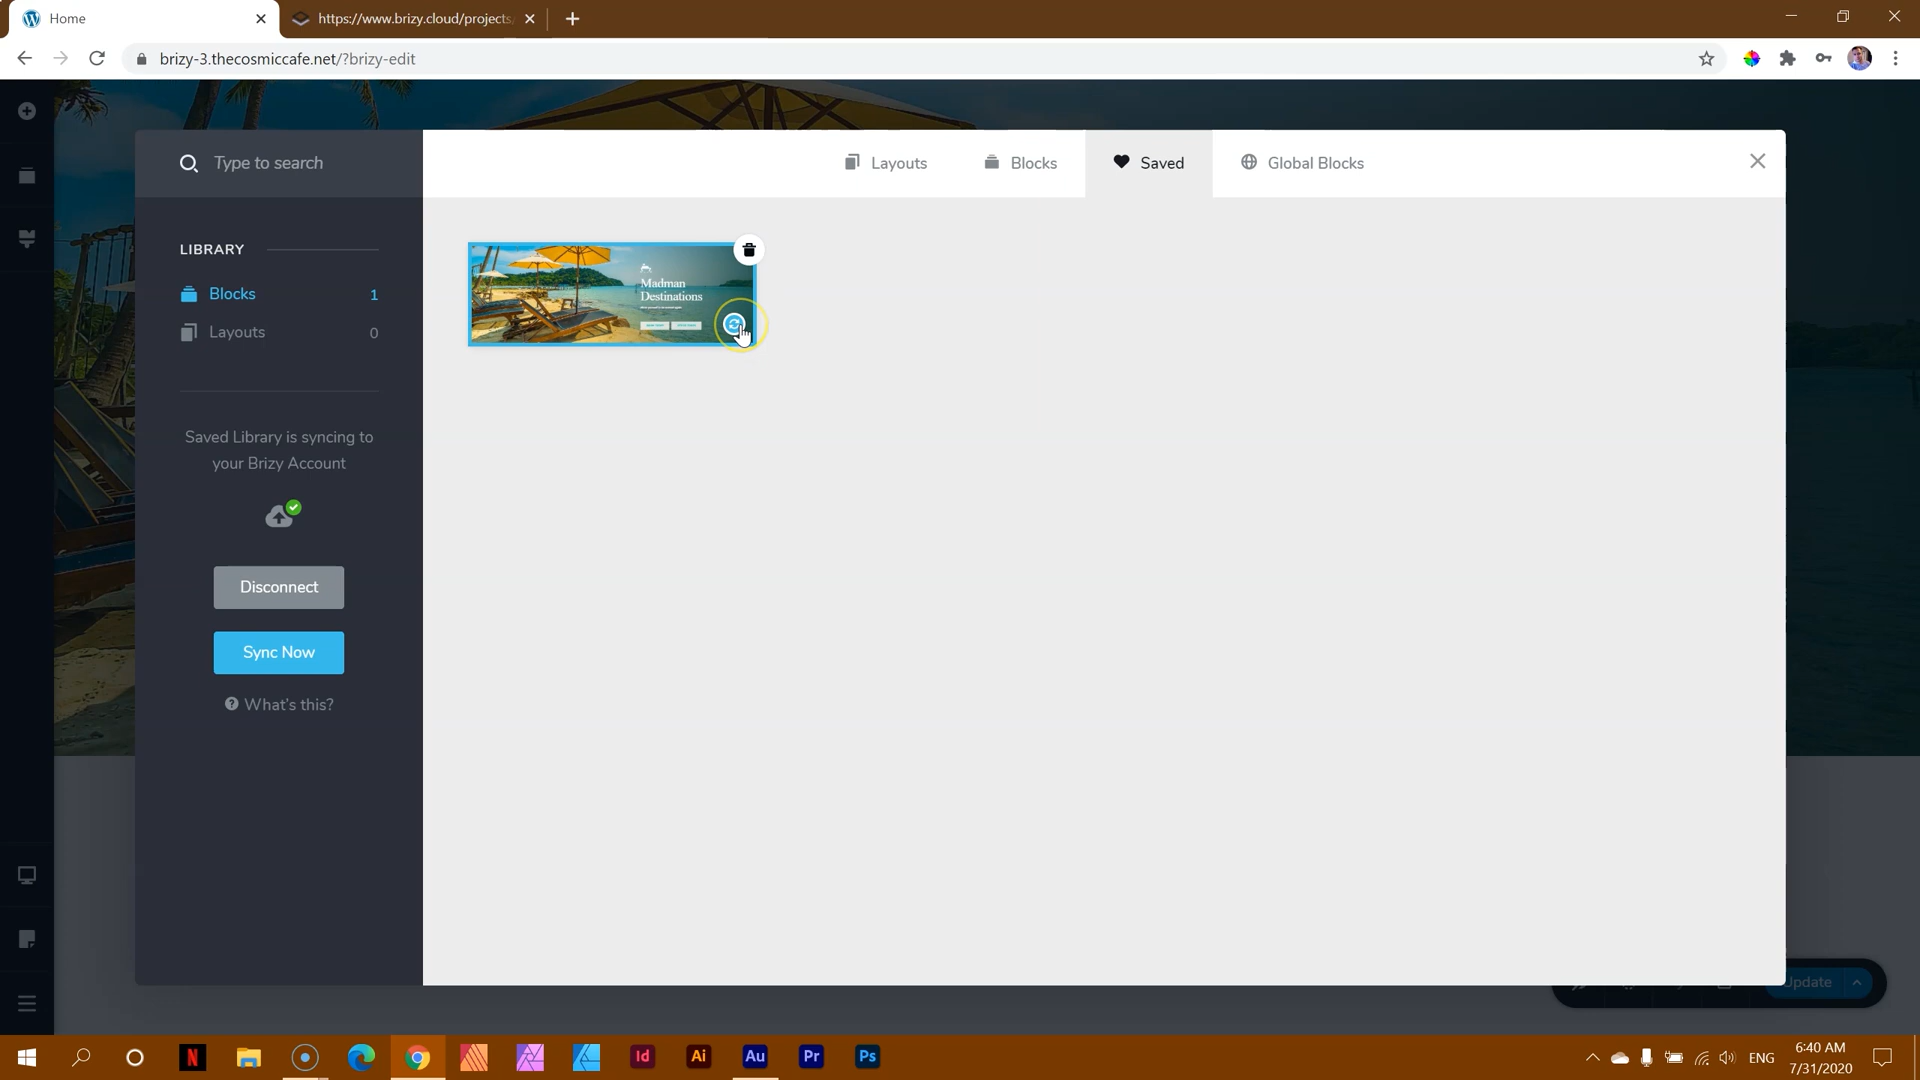 Home
https://www.brizy.cloud/projects/
brizy-3.thecosmiccafe.net/?brizy-edit
Type to search
Layouts
Blocks
Saved
Global Blocks
LIBRARY
Blocks 1
Layouts 0
Saved Library is syncing to
your Brizy Account
Disconnect
Sync Now
What's this?
Madman
Destinations
Update
Id
Ai
Au
Pr
Ps
ENG
6:40 AM
7/31/2020